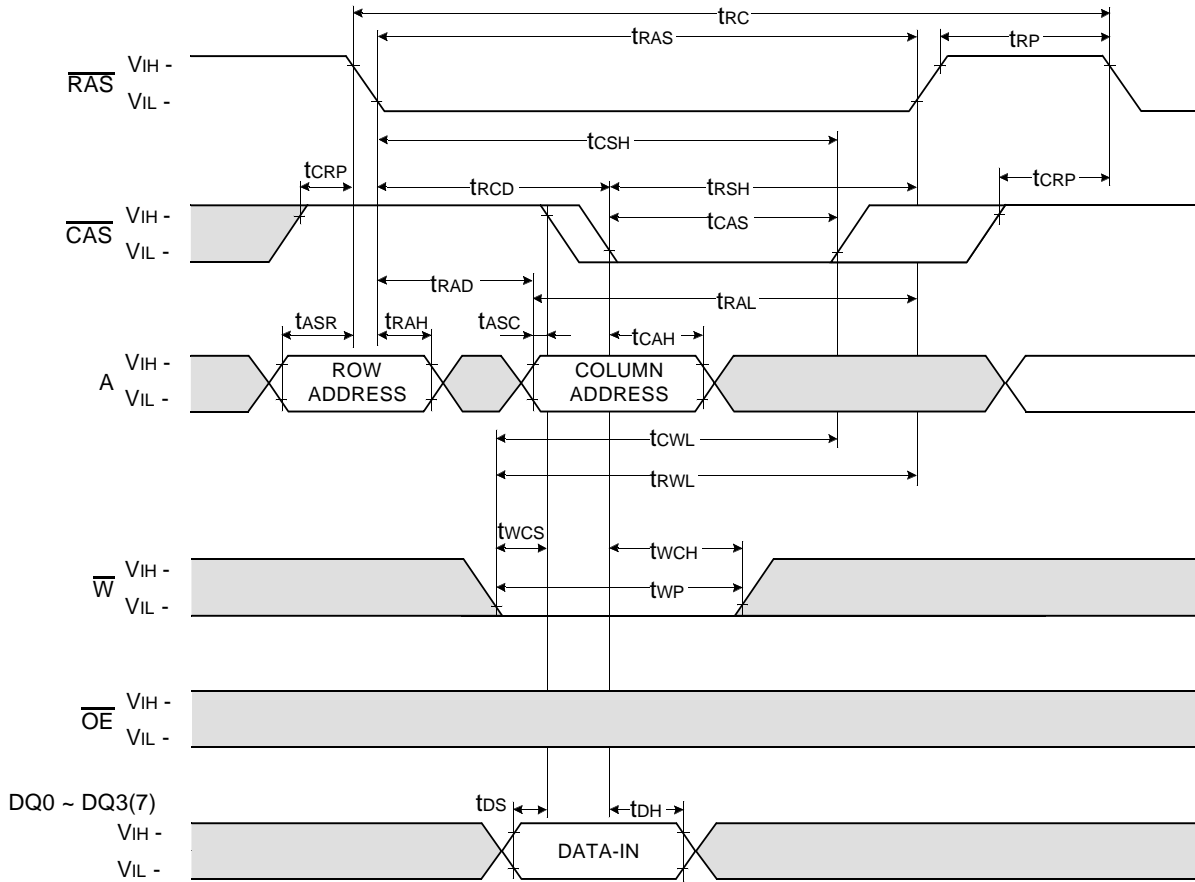 tRC
tRAS
tRP
RAS
VIH -
VIL -
tCSH
tCRP
tRCD
tRSH
tCRP
CAS
VIH -
VIL -
tCAS
tRAD
tRAL
tASR
tRAH
tASC
tCAH
A
VIH -
VIL -
ROW
ADDRESS
COLUMN
ADDRESS
tCWL
tRWL
tWCS
tWCH
W
VIH -
VIL -
tWP
OE
VIH -
VIL -
DQ0 ~ DQ3(7)
tDS
tDH
VIH -
VIL -
DATA-IN